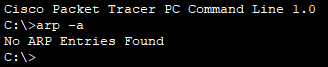 Cisco Packet Tracer PC Command Line 1.0
C:\>arp -a
No ARP Entries Found
C:\>